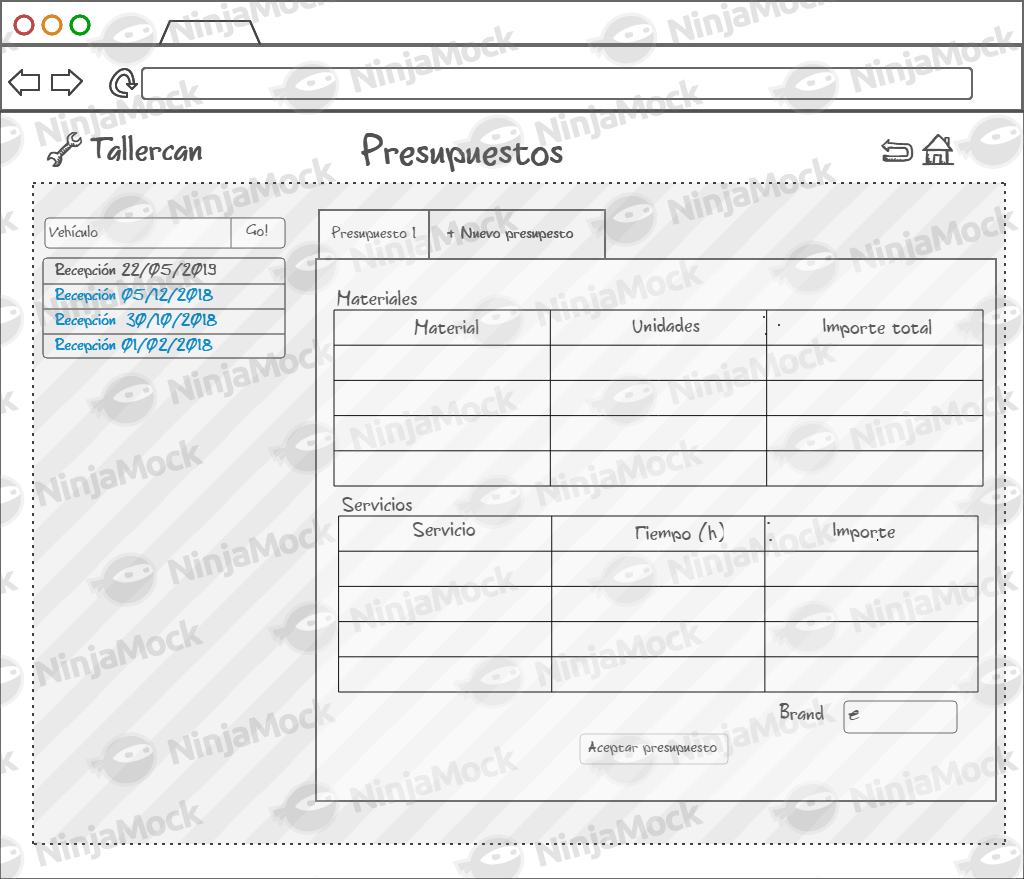 Tallercan
Presupuestos
Vehículo Go!
Recepción 22/05/2019
Recepción 05/12/2018
Recepción 30/10/2018
Recepción 01/02/2018
Presupuesto 1 + Nuevo presupesto
Materiales
Material Unidades Importe total
Servicios
Servicio Tiempo (h) Importe
Brand €
Aceptar presupuesto
NinjaMock